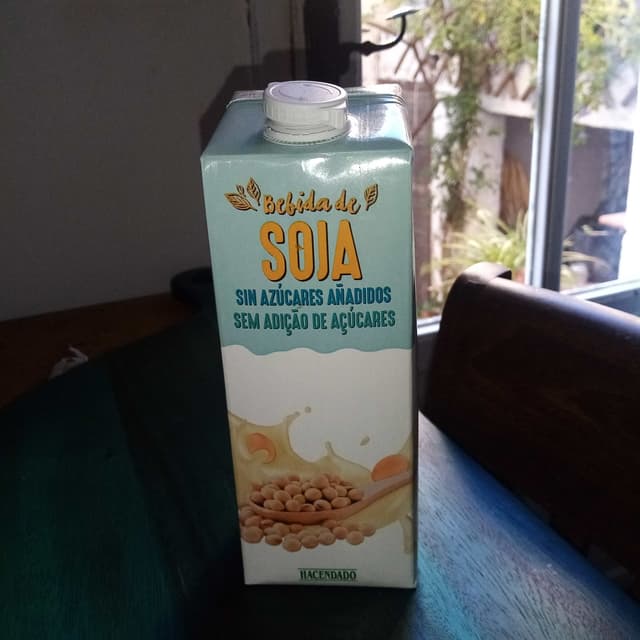 Bebida de
SOJA
SIN AZÚCARES AÑADIDOS
SEM ADIÇÃO DE AÇÚCARES
HACENDADO